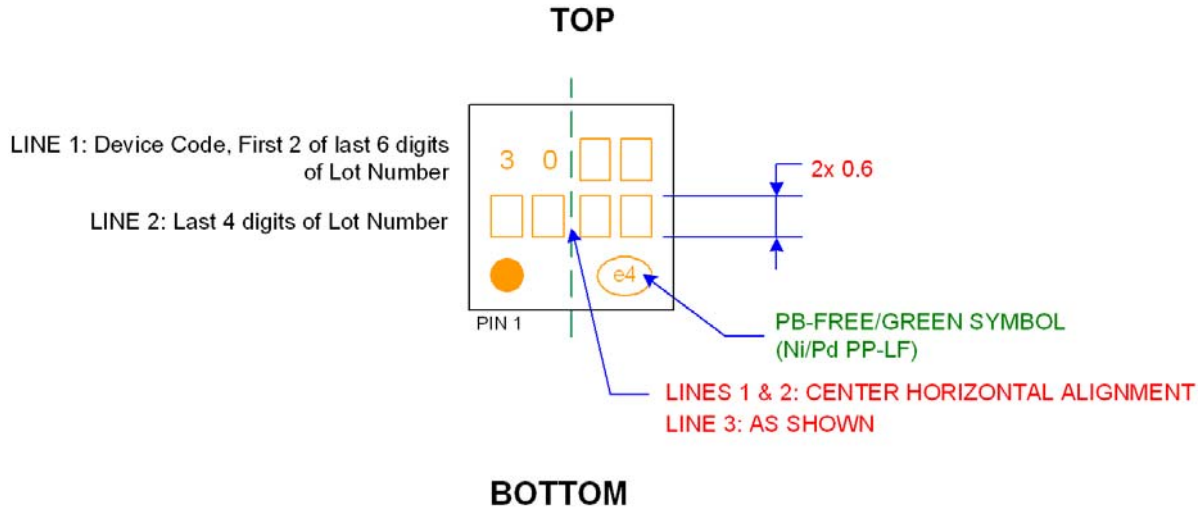 TOP
LINE 1: Device Code, First 2 of last 6 digits
of Lot Number
3 0
2x 0.6
LINE 2: Last 4 digits of Lot Number
e4
PIN 1
PB-FREE/GREEN SYMBOL
(Ni/Pd PP-LF)
LINES 1 & 2: CENTER HORIZONTAL ALIGNMENT
LINE 3: AS SHOWN
BOTTOM